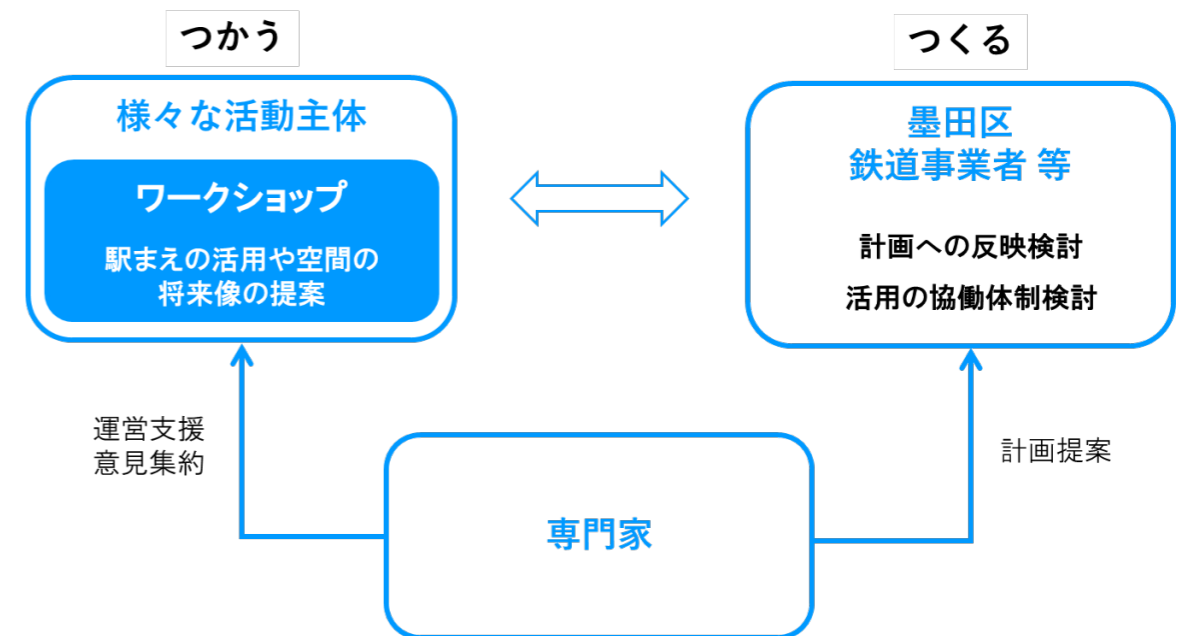 つかう
様々な活動主体
ワークショップ
駅まえの活用や空間の
将来像の提案
つくる
墨田区
鉄道事業者 等
計画への反映検討
活用の協働体制検討
運営支援
意見集約
専門家
計画提案